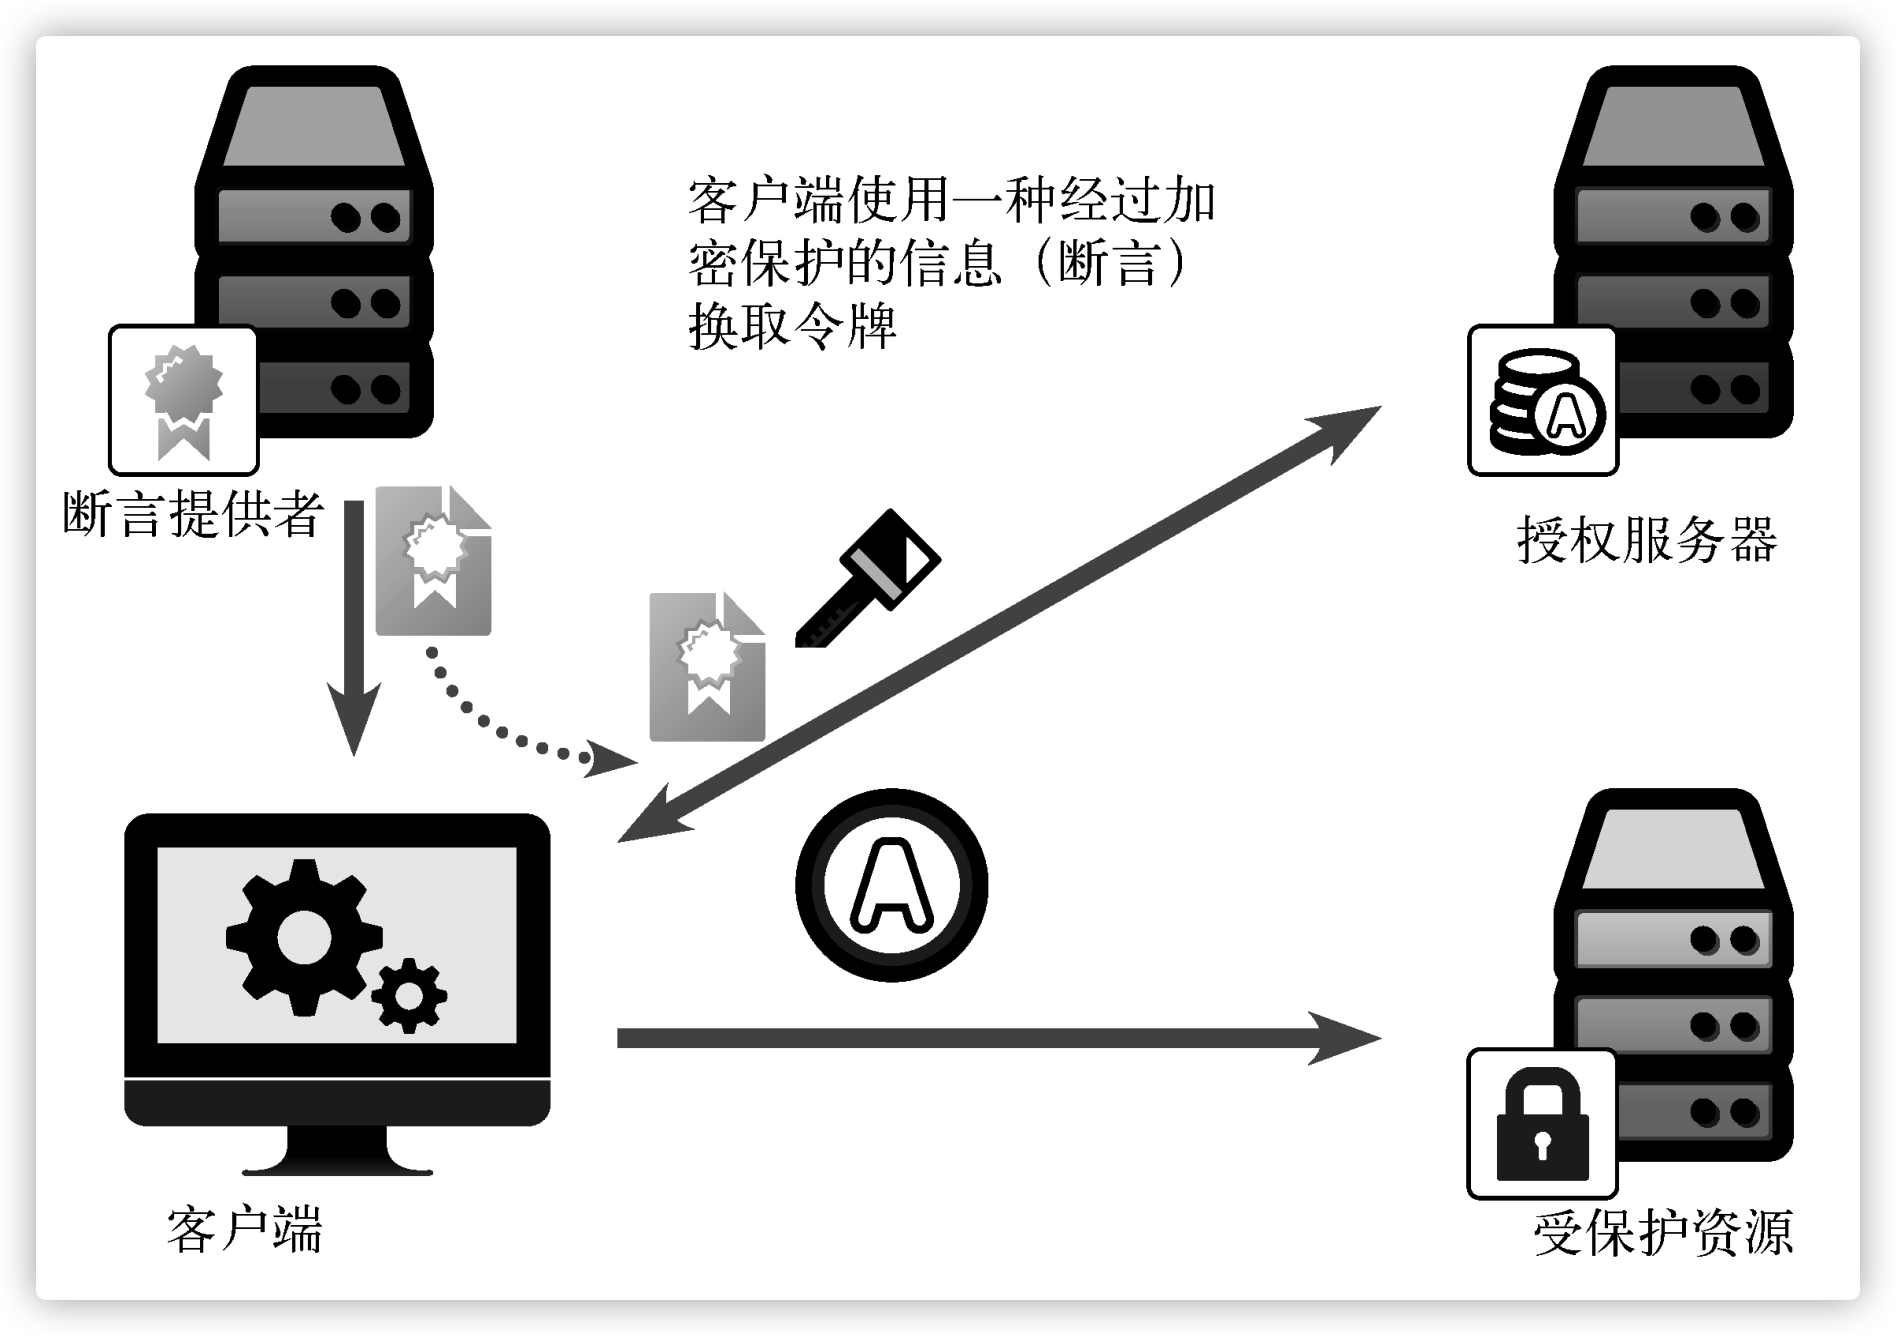 客户端使用一种经过加
密保护的信息（断言）
换取令牌
断言提供者
授权服务器
A
A
客户端
受保护资源